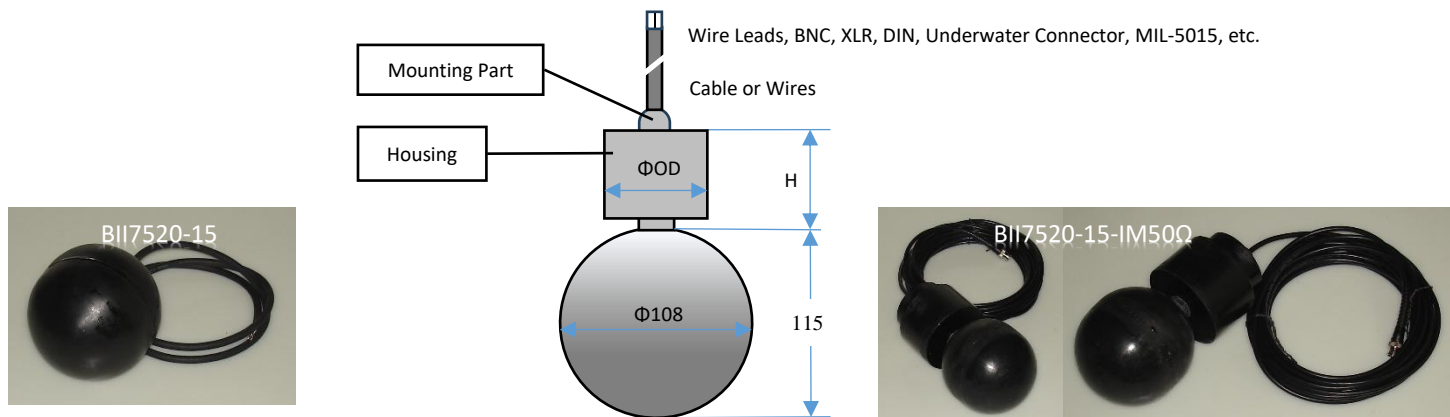 Wire Leads, BNC, XLR, DIN, Underwater Connector, MIL-5015, etc.
Mounting Part
Cable or Wires
Housing
ΦOD
H
BII7520-15
BII7520-15-IM50Ω
Φ108
115